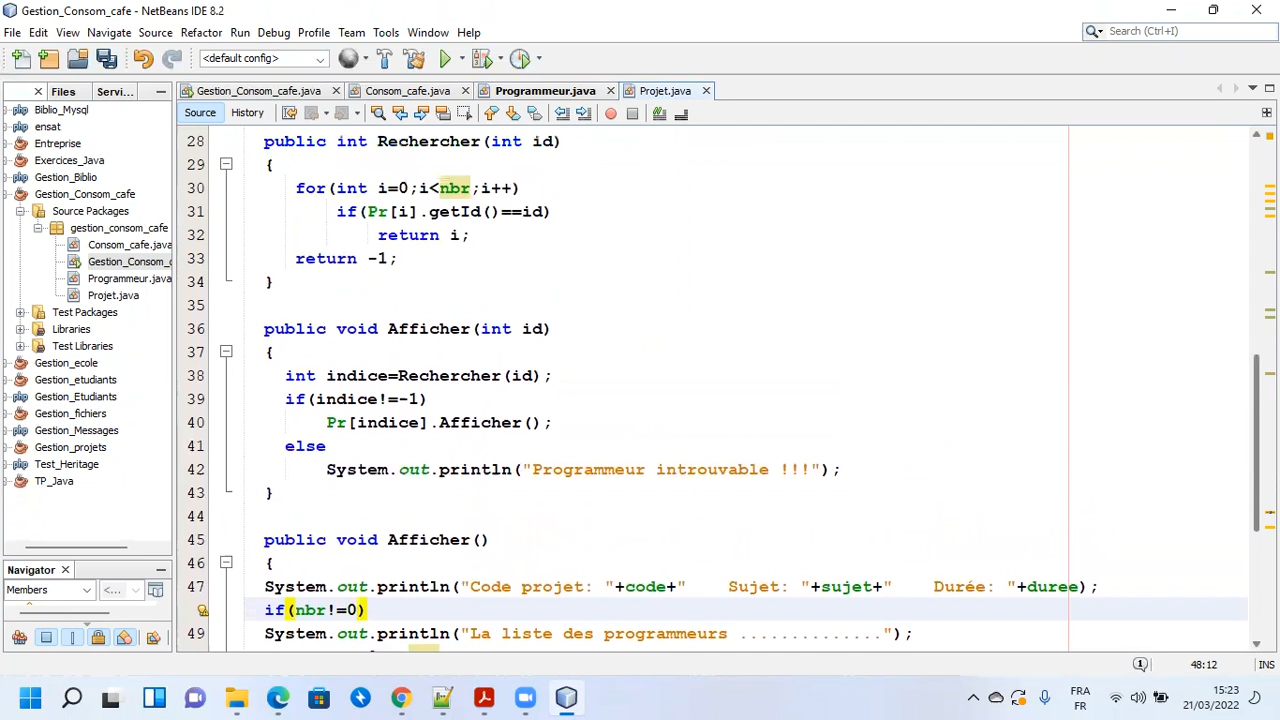 Gestion_Consom_cafe - NetBeans IDE 8.2
File Edit View Navigate Source Refactor Run Debug Profile Team Tools Window Help
Search (Ctrl+I)
<default config>
Files Servi...
Gestion_Consom_cafe.java Consom_cafe.java Programmeur.java Projet.java
Source History
Biblio_Mysql
ensat
Entreprise
Exercices_Java
Gestion_Biblio
Gestion_Consom_cafe
Source Packages
gestion_consom_cafe
Consom_cafe.java
Gestion_Consom_c
Programmeur.java
Projet.java
Test Packages
Libraries
Test Libraries
Gestion_ecole
Gestion_etudiants
Gestion_Etudiants
Gestion_fichiers
Gestion_Messages
Gestion_projets
Test_Heritage
TP_Java
Navigator
Members <...
28 public int Rechercher(int id)
29 {
30 for(int i=0;i<nbr;i++)
31 if(Pr[i].getId()==id)
32 return i;
33 return -1;
34 }
35
36 public void Afficher(int id)
37 {
38 int indice=Rechercher(id);
39 if(indice!=-1)
40 Pr[indice].Afficher();
41 else
42 System.out.println("Programmeur introuvable !!!");
43 }
44
45 public void Afficher()
46 {
47 System.out.println("Code projet: "+code+" Sujet: "+sujet+" Durée: "+duree);
if(nbr!=0)
49 System.out.println("La liste des programmeurs ..............");
48:12 INS
FRA
FR
15:23
21/03/2022